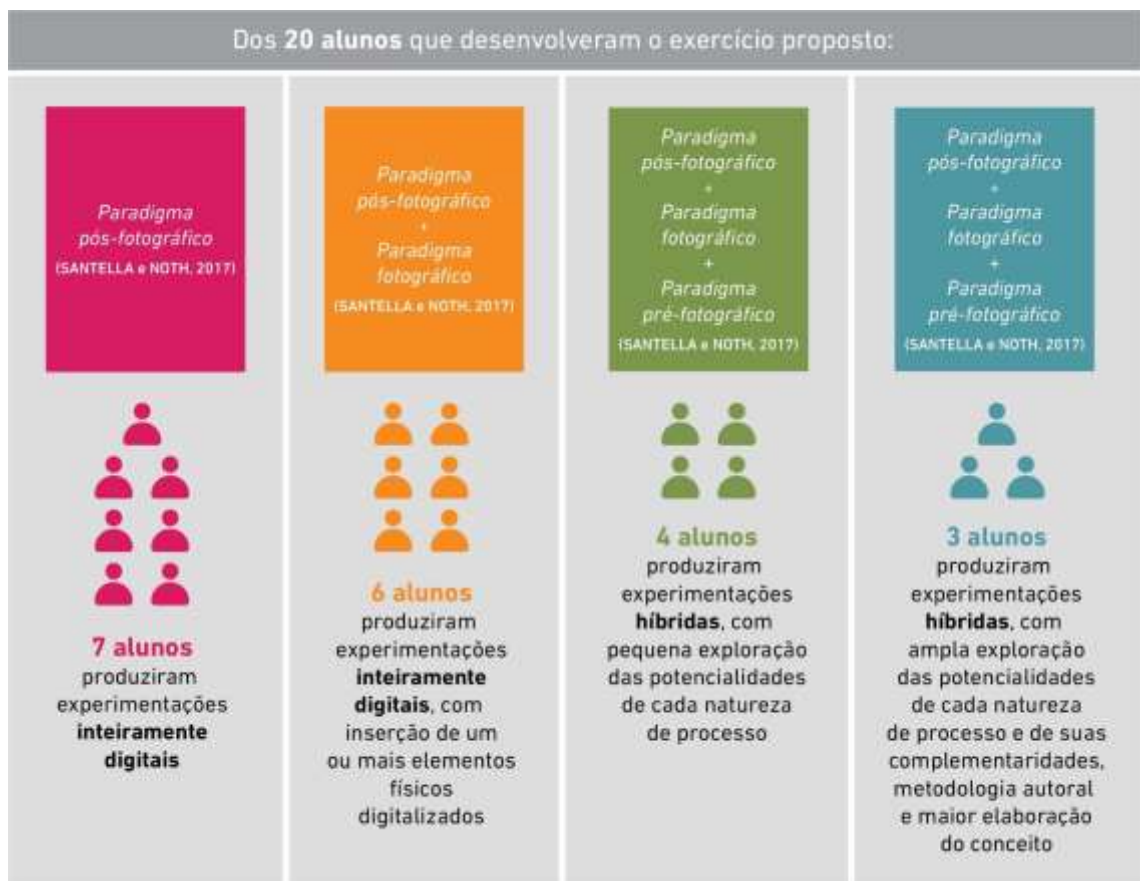 Dos 20 alunos que desenvolveram o exercício proposto:
Paradigma
pós-fotográfico
(SANTELLA e NOTH, 2017)
7 alunos
produziram
experimentações
inteiramente
digitais
Paradigma
pós-fotográfico
+
Paradigma
fotográfico
(SANTELLA e NOTH, 2017)
6 alunos
produziram
experimentações
inteiramente
digitais, com
inserção de um
ou mais elementos
físicos
digitalizados
Paradigma
pós-fotográfico
+
Paradigma
fotográfico
+
Paradigma
pré-fotográfico
(SANTELLA e NOTH, 2017)
4 alunos
produziram
experimentações
híbridas, com
pequena exploração
das potencialidades
de cada natureza
de processo
Paradigma
pós-fotográfico
+
Paradigma
fotográfico
+
Paradigma
pré-fotográfico
(SANTELLA e NOTH, 2017)
3 alunos
produziram
experimentações
híbridas, com
ampla exploração
das potencialidades
de cada natureza
de processo e de suas
complementaridades,
metodologia autoral
e maior elaboração
do conceito